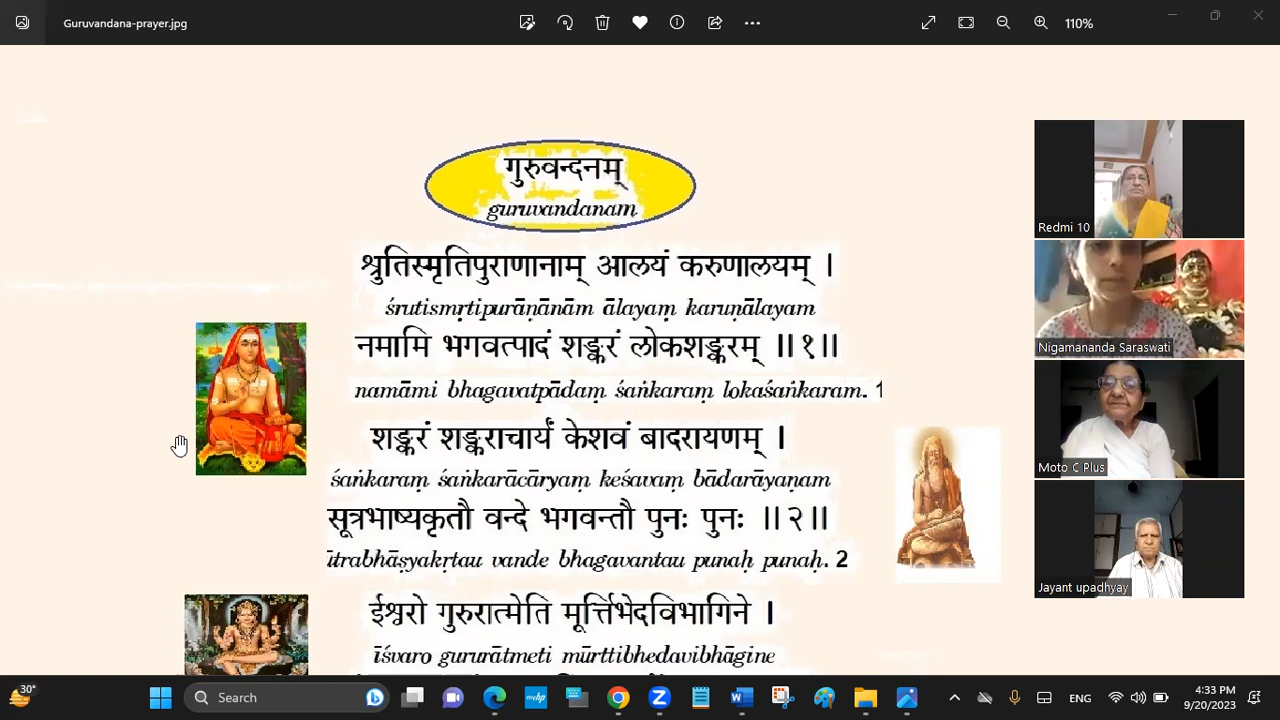 Guruvandana-prayer.jpg
110%
गुरुवन्दनम्
guruvandanam
श्रुतिस्मृतिपुराणानाम् आलयं करुणालयम् ।
śrutismṛtipurāṇānām ālayaṃ karuṇālayam
नमामि भगवत्पादं शङ्करं लोकशङ्करम् ॥१॥
namāmi bhagavatpādaṃ śaṅkaraṃ lokaśaṅkaram. 1
शङ्करं शङ्कराचार्यं केशवं बादरायणम् ।
śaṅkaraṃ śaṅkarācāryaṃ keśavaṃ bādarāyaṇam
सूत्रभाष्यकृतौ वन्दे भगवन्तौ पुनः पुनः ॥२॥
ūtrabhāṣyakṛtau vande bhagavantau punaḥ punaḥ. 2
ईश्वरो गुरुरात्मेति मूर्त्तिभेदविभागिने ।
īśvaro gururātmeti mūrttibhedavibhāgine
Redmi 10
Nigamananda Saraswati
Moto C Plus
Jayant upadhyay
30°
Search
myhp
ENG
4:33 PM
9/20/2023